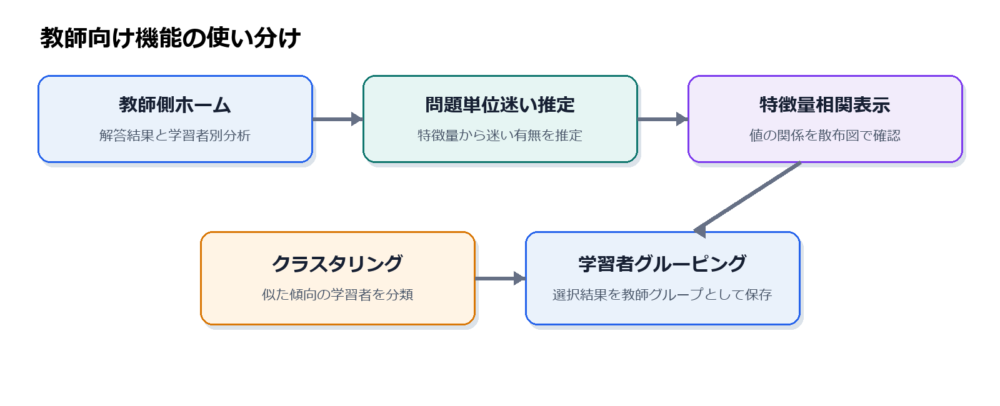 教師向け機能の使い分け
教師側ホーム
解答結果と学習者別分析
問題単位迷い推定
特徴量から迷い有無を推定
特徴量相関表示
値の関係を散布図で確認
クラスタリング
似た傾向の学習者を分類
学習者グルーピング
選択結果を教師グループとして保存